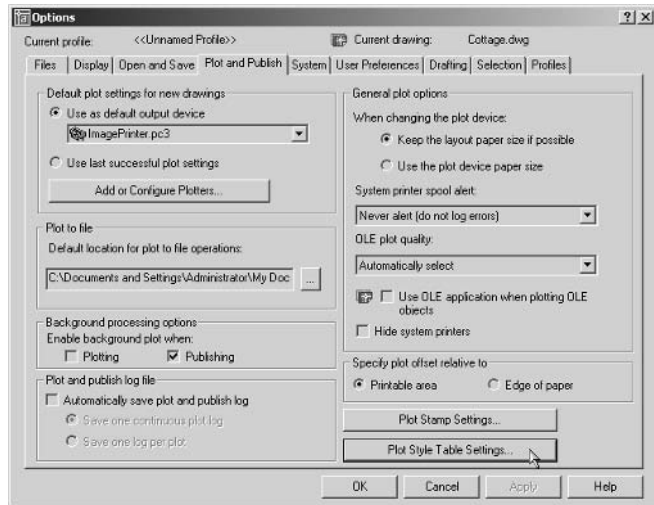 Options
Current profile: <<Unnamed Profile>> Current drawing: Cottage.dwg
Files Display Open and Save Plot and Publish System User Preferences Drafting Selection Profiles
Default plot settings for new drawings
Use as default output device
ImagePrinter.pc3
Use last successful plot settings
Add or Configure Plotters...
Plot to file
Default location for plot to file operations:
C:\Documents and Settings\Administrator\My Doc ...
Background processing options
Enable background plot when:
Plotting Publishing
Plot and publish log file
Automatically save plot and publish log
Save one continuous plot log
Save one log per plot
General plot options
When changing the plot device:
Keep the layout paper size if possible
Use the plot device paper size
System printer spool alert:
Never alert (do not log errors)
OLE plot quality:
Automatically select
Use OLE application when plotting OLE
objects
Hide system printers
Specify plot offset relative to
Printable area Edge of paper
Plot Stamp Settings...
Plot Style Table Settings...
OK Cancel Apply Help